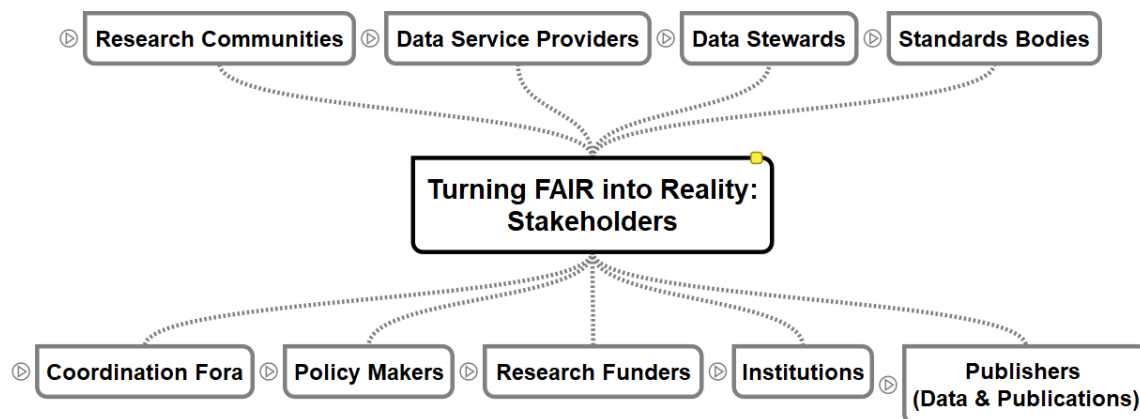 Research Communities
Data Service Providers
Data Stewards
Standards Bodies
Turning FAIR into Reality:
Stakeholders
Coordination Fora
Policy Makers
Research Funders
Institutions
Publishers
(Data & Publications)